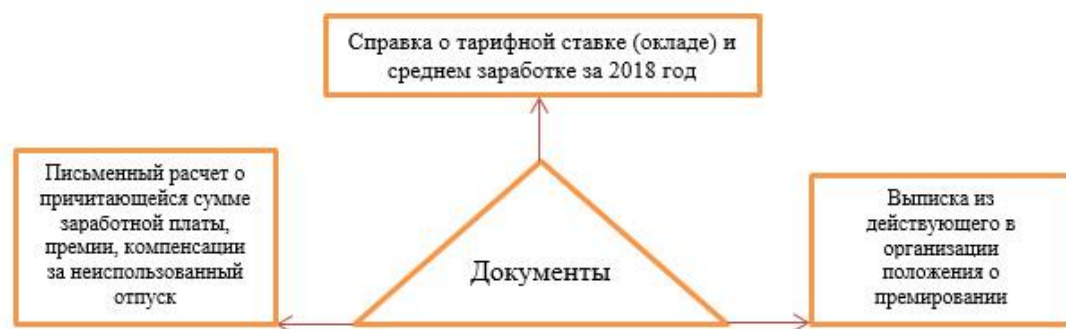 Справка о тарифной ставке (окладе) и
среднем заработке за 2018 год
Письменный расчет о
причитающейся сумме
заработной платы,
премии, компенсации
за неиспользованный
отпуск
Документы
Выписка из
действующего в
организации
положения о
премировании